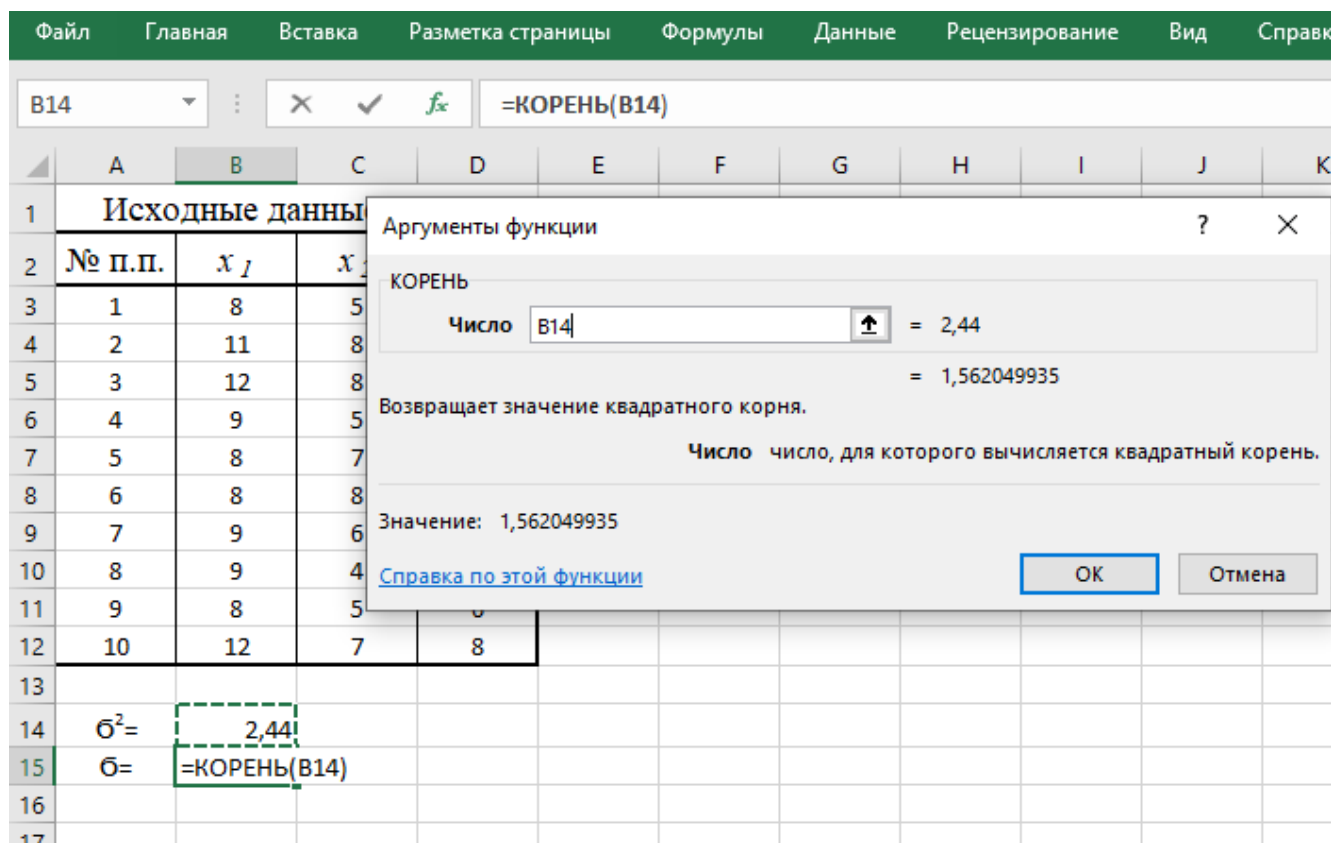 Файл Главная Вставка Разметка страницы Формулы Данные Рецензирование Вид Справк
B14 fx =КОРЕНЬ(B14)
A B C D E F G H I J K
1 Исходные данны
2 № п.п. x 1 x
3 1 8 5
4 2 11 8
5 3 12 8
6 4 9 5
7 5 8 7
8 6 8 8
9 7 9 6
10 8 9 4
11 9 8 5
12 10 12 7 8
13
14 б²= 2,44
15 б= =КОРЕНЬ(B14)
16
17
Аргументы функции ? ×
КОРЕНЬ
Число B14 = 2,44
= 1,562049935
Возвращает значение квадратного корня.
Число число, для которого вычисляется квадратный корень.
Значение: 1,562049935
Справка по этой функции ОК Отмена